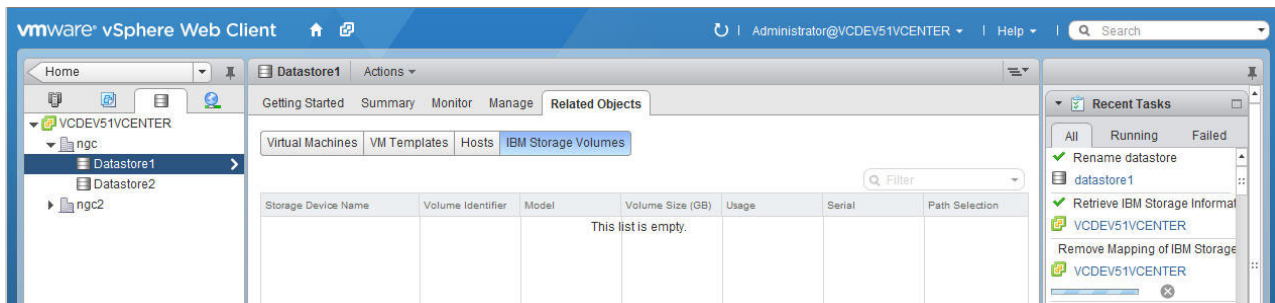 vmware® vSphere Web Client
Administrator@VCDEV51VCENTER
Help
Search
Home
VCDEV51VCENTER
ngc
Datastore1
Datastore2
ngc2
Datastore1 Actions
Getting Started Summary Monitor Manage Related Objects
Virtual Machines VM Templates Hosts IBM Storage Volumes
Filter
Storage Device Name Volume Identifier Model Volume Size (GB) Usage Serial Path Selection
This list is empty.
Recent Tasks
All Running Failed
Rename datastore
datastore1
Retrieve IBM Storage Informat
VCDEV51VCENTER
Remove Mapping of IBM Storage
VCDEV51VCENTER